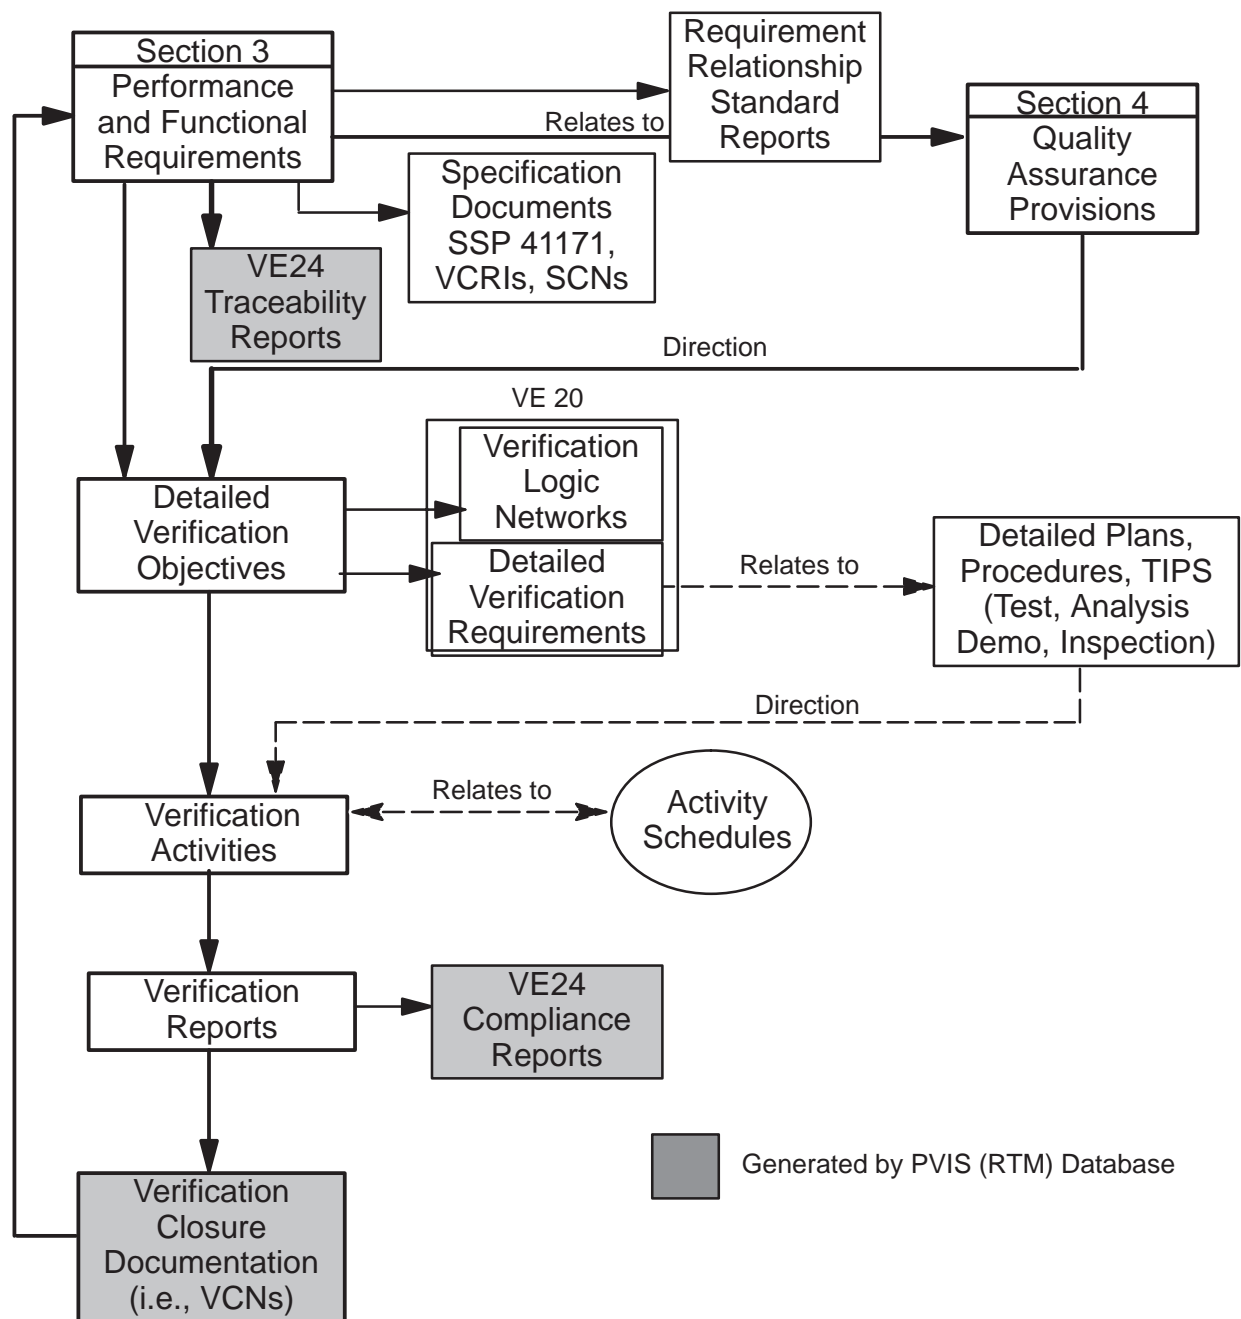 Section 3
Performance
and Functional
Requirements
Requirement
Relationship
Standard
Reports
Relates to
Section 4
Quality
Assurance
Provisions
Specification
Documents
SSP 41171,
VCRIs, SCNs
VE24
Traceability
Reports
Direction
VE 20
Verification
Logic
Networks
Detailed
Verification
Objectives
Detailed
Verification
Requirements
Relates to
Detailed Plans,
Procedures, TIPS
(Test, Analysis
Demo, Inspection)
Direction
Verification
Activities
Relates to
Activity
Schedules
Verification
Reports
VE24
Compliance
Reports
Generated by PVIS (RTM) Database
Verification
Closure
Documentation
(i.e., VCNs)